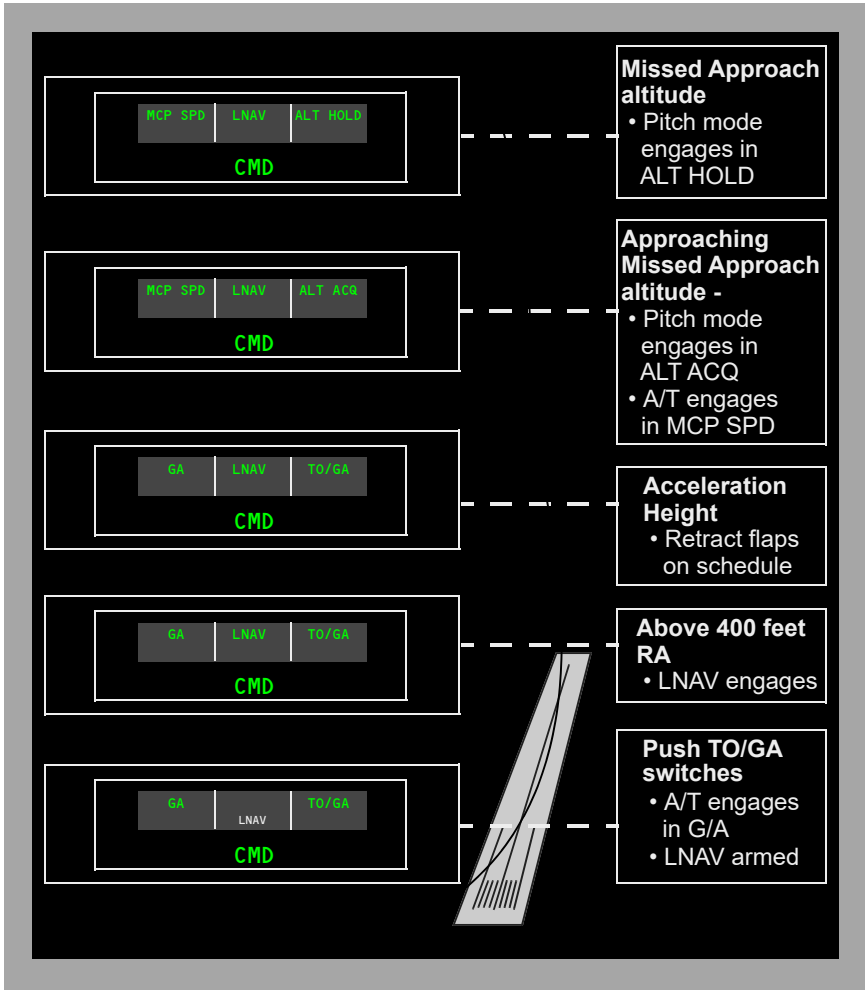 MCP SPD LNAV ALT HOLD
CMD
Missed Approach
altitude
• Pitch mode
engages in
ALT HOLD
MCP SPD LNAV ALT ACQ
CMD
Approaching
Missed Approach
altitude -
• Pitch mode
engages in
ALT ACQ
• A/T engages
in MCP SPD
GA LNAV TO/GA
CMD
Acceleration
Height
• Retract flaps
on schedule
GA LNAV TO/GA
CMD
Above 400 feet
RA
• LNAV engages
GA TO/GA
LNAV
CMD
Push TO/GA
switches
• A/T engages
in G/A
• LNAV armed